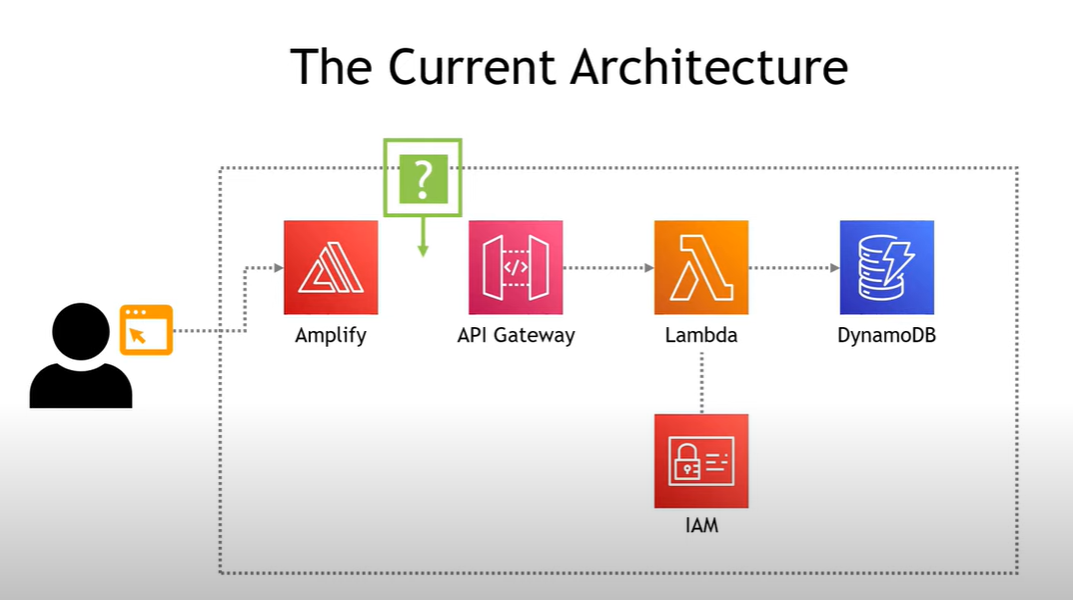 The Current Architecture
?
</>
Amplify
API Gateway
Lambda
DynamoDB
IAM